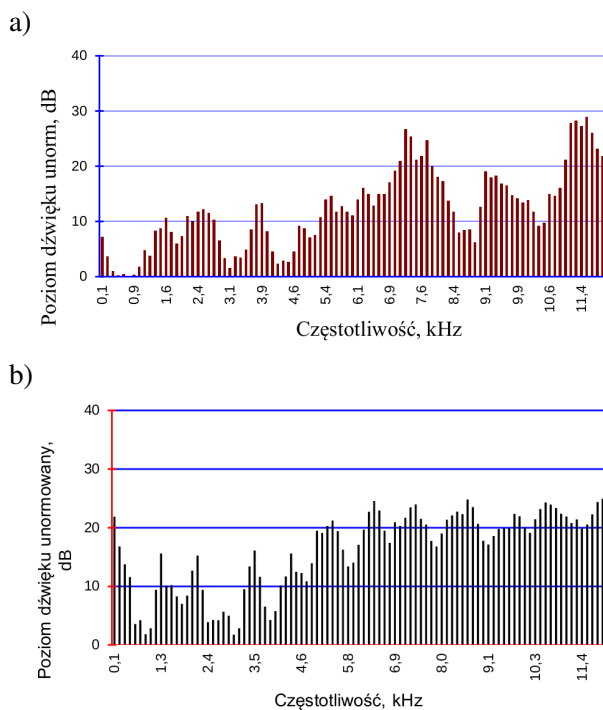 a)
Poziom dźwięku unorm, dB
40
30
20
10
0
0,1 0,9 1,6 2,4 3,1 3,9 4,6 5,4 6,1 6,9 7,6 8,4 9,1 9,9 10,6 11,4
Częstotliwość, kHz
b)
Poziom dźwięku unormowany,
dB
40
30
20
10
0
0,1 1,3 2,4 3,5 4,6 5,8 6,9 8,0 9,1 10,3 11,4
Częstotliwość, kHz